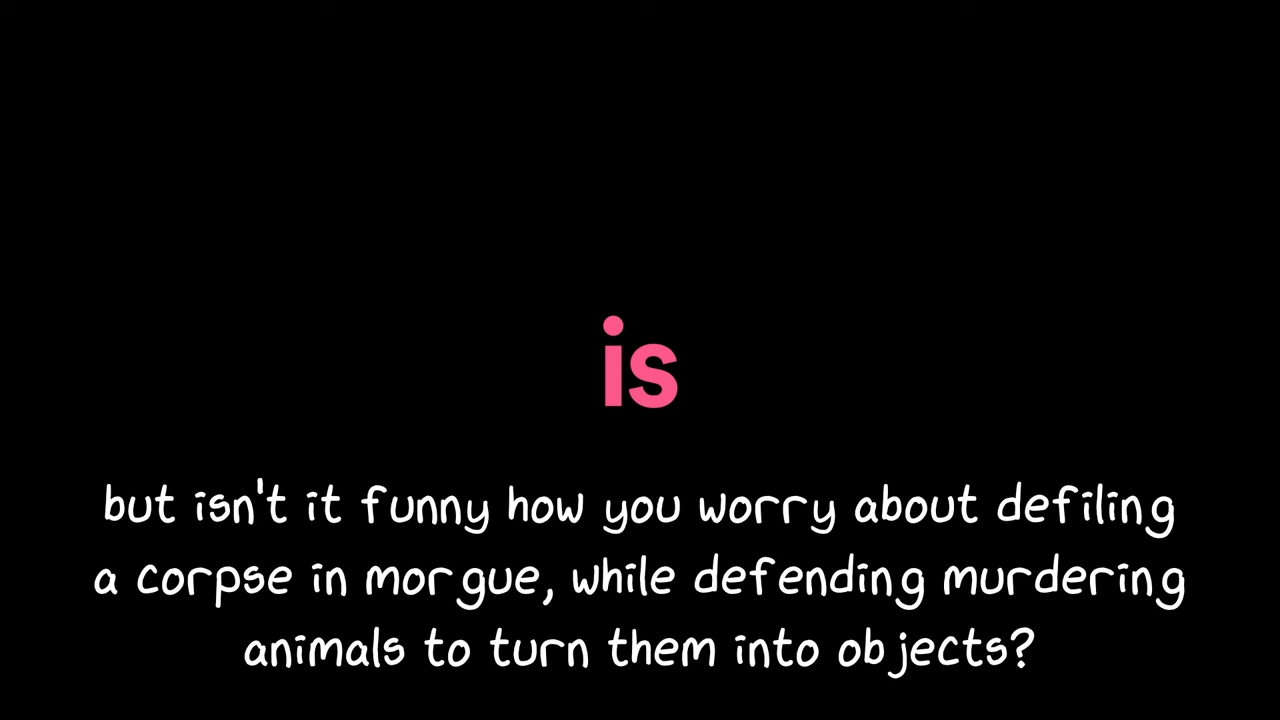 is
but isn't it funny how you worry about defiling
a corpse in morgue, while defending murdering
animals to turn them into objects?